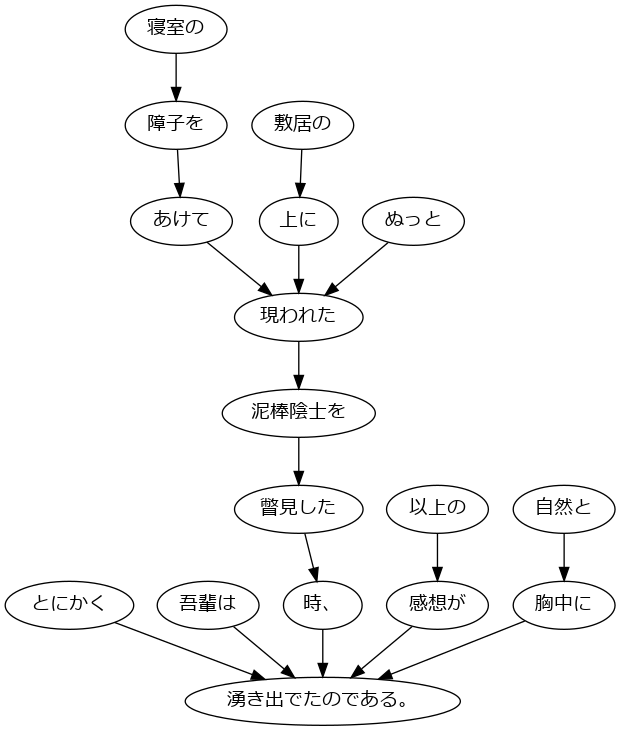 寝室の
障子を
敷居の
あけて
上に
ぬっと
現われた
泥棒陰士を
瞥見した
以上の
自然と
とにかく
吾輩は
時、
感想が
胸中に
湧き出でたのである。